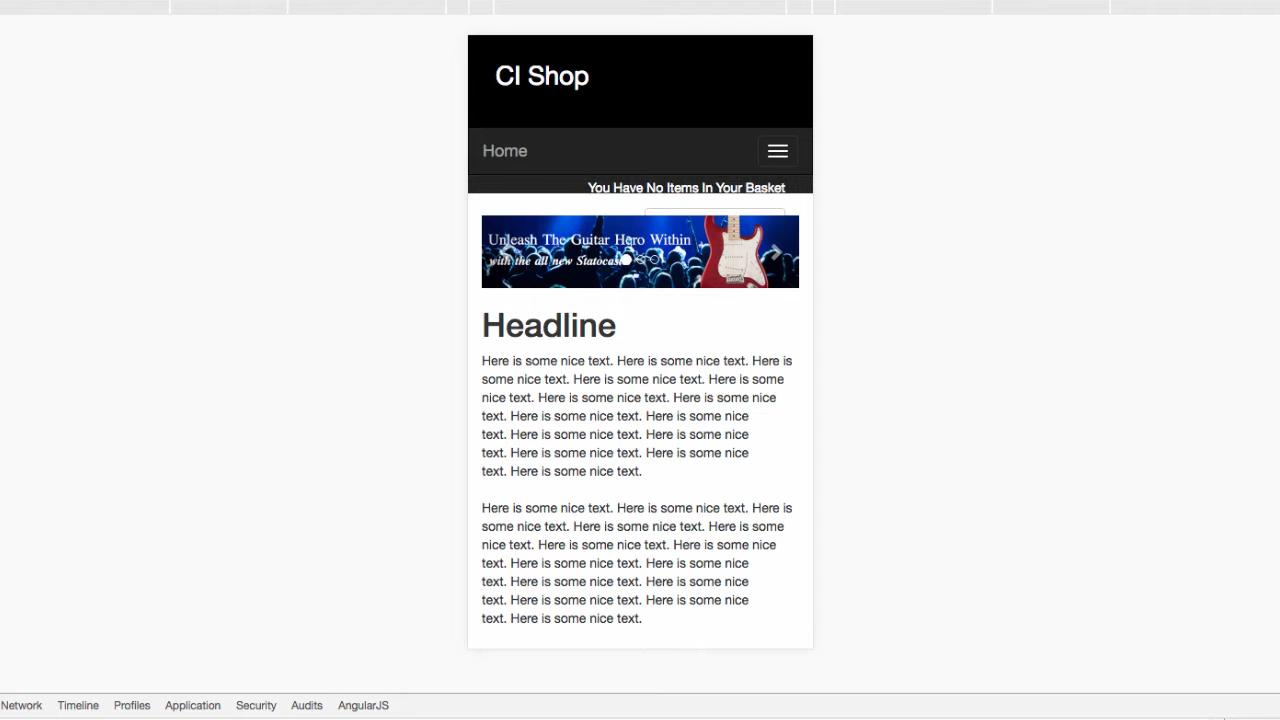 CI Shop
Home
You Have No Items In Your Basket
Unleash The Guitar Hero Within
with the all new Statocast
Headline
Here is some nice text. Here is some nice text. Here is
some nice text. Here is some nice text. Here is some
nice text. Here is some nice text. Here is some nice
text. Here is some nice text. Here is some nice
text. Here is some nice text. Here is some nice
text. Here is some nice text. Here is some nice
text. Here is some nice text.
Here is some nice text. Here is some nice text. Here is
some nice text. Here is some nice text. Here is some
nice text. Here is some nice text. Here is some nice
text. Here is some nice text. Here is some nice
text. Here is some nice text. Here is some nice
text. Here is some nice text. Here is some nice
text. Here is some nice text.
Network Timeline Profiles Application Security Audits AngularJS